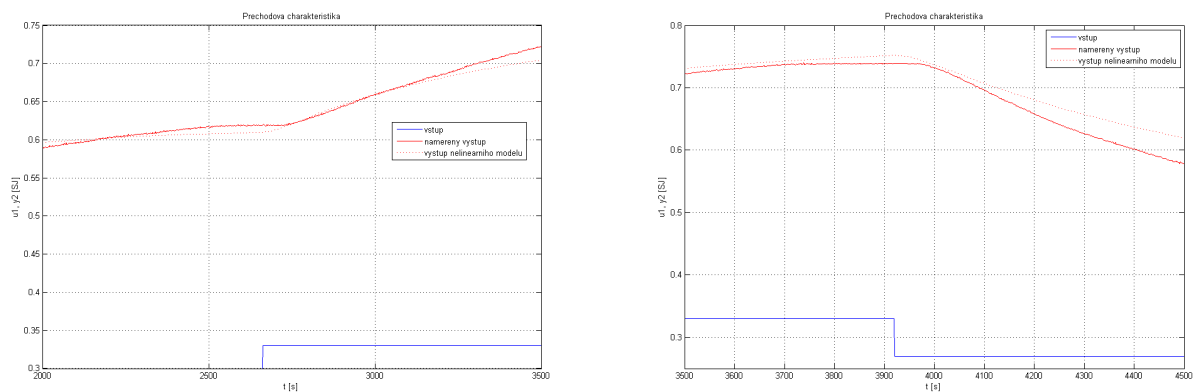 Prechodova charakteristika
0.75
0.7
0.65
0.6
0.55
0.5
0.45
0.4
0.35
0.3
u1, y2 [SJ]
vstup
namereny vystup
vystup nelinearniho modelu
2000
2500
3000
3500
t [s]
Prechodova charakteristika
0.8
0.7
0.6
0.5
0.4
0.3
u1, y2 [SJ]
vstup
namereny vystup
vystup nelinearniho modelu
3500
3600
3700
3800
3900
4000
4100
4200
4300
4400
4500
t [s]